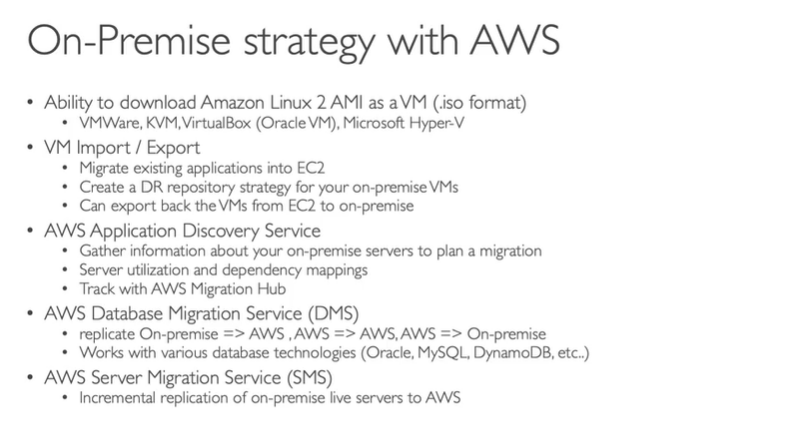 On-Premise strategy with AWS
• Ability to download Amazon Linux 2 AMI as a VM (.iso format)
• VMWare, KVM, VirtualBox (Oracle VM), Microsoft Hyper-V
• VM Import / Export
• Migrate existing applications into EC2
• Create a DR repository strategy for your on-premise VMs
• Can export back the VMs from EC2 to on-premise
• AWS Application Discovery Service
• Gather information about your on-premise servers to plan a migration
• Server utilization and dependency mappings
• Track with AWS Migration Hub
• AWS Database Migration Service (DMS)
• replicate On-premise => AWS , AWS => AWS, AWS => On-premise
• Works with various database technologies (Oracle, MySQL, DynamoDB, etc..)
• AWS Server Migration Service (SMS)
• Incremental replication of on-premise live servers to AWS